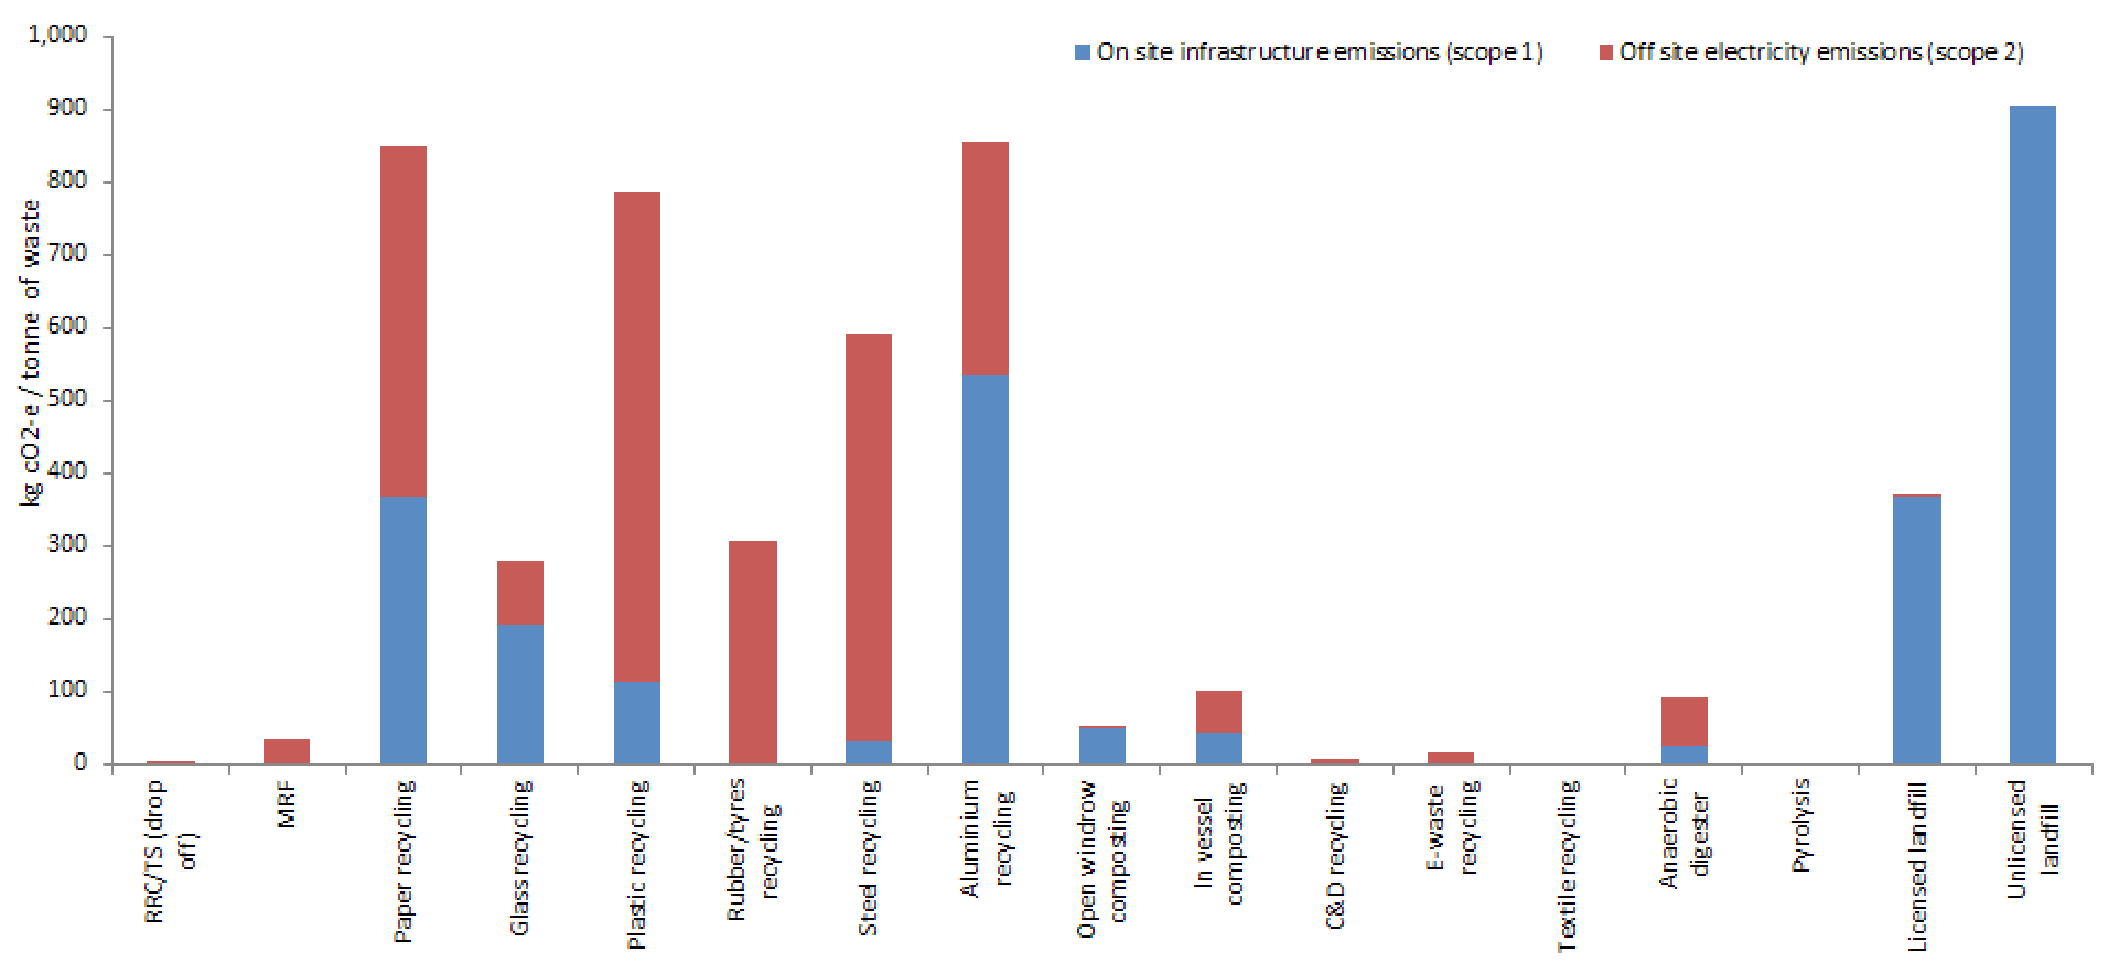 1,000
900
800
700
600
500
400
300
200
100
0
kg cO2-e / tonne of waste
On site infrastructure emissions (scope 1)
Off site electricity emissions (scope 2)
RRC/TS (drop
off)
MRF
Paper recycling
Glass recycling
Plastic recycling
Rubber/tyres
recycling
Steel recycling
Aluminium
recycling
Open windrow
composting
In vessel
composting
C&D recycling
E-waste
recycling
Textile recycling
Anaerobic
digester
Pyrolysis
Licensed landfill
Unlicensed
landfill